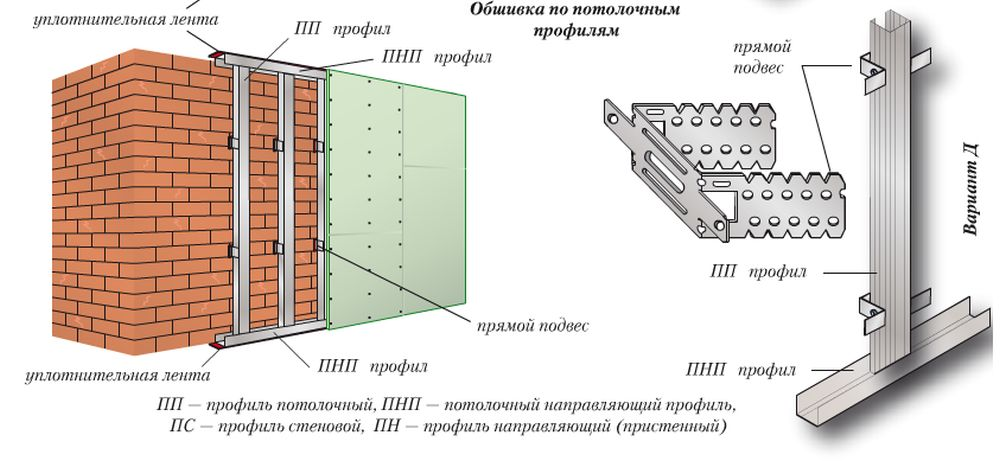 Обшивка по потолочным
профилям
уплотнительная лента
ПП профил
ПНП профил
прямой
подвес
Вариант Д
ПП профил
прямой подвес
ПНП профил
ПНП профил
уплотнительная лента
ПП – профиль потолочный, ПНП – потолочный направляющий профиль,
ПС – профиль стеновой, ПН – профиль направляющий (пристенный)